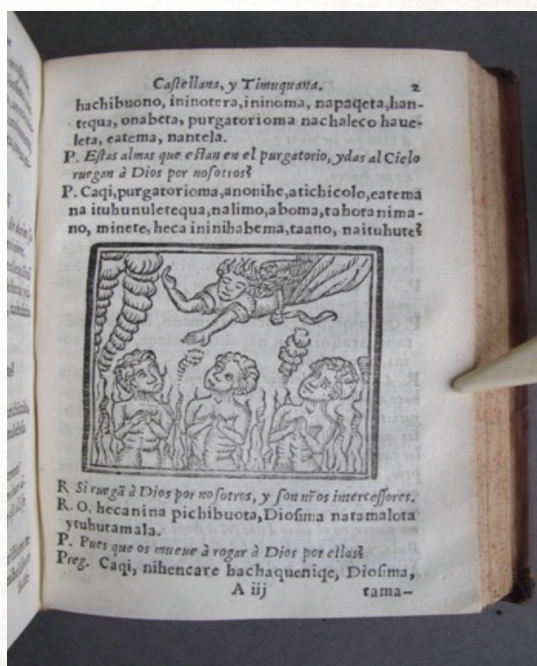 Castellana, y Timuquana. 2
hachibuono, ininotera, ininoma, napaqeta, han-
tequa, onabeta, purgatorioma nachaleco haue-
leta, eatema, nantela.
P. Estas almas que estan en el purgatorio, ydas al Cielo
ruegan à Dios por nosotros?
P. Caqi, purgatorioma, anonihe, atichicolo, eatema
na ituhunuletequa, nalimo, aboma, tahotanima-
no, minete, heca ininihabema, taano, naituhute?
R Si ruegã à Dios por nosotros, y son nr̃os intercessores.
R. O. hecanina pichibuota, Diosima natamalota
ytuhutamala.
P. Pues que os mueue à rogar à Dios por ellas?
Preg. Caqi, nihencare hachaqueniqe, Diosima,
A iij tama-